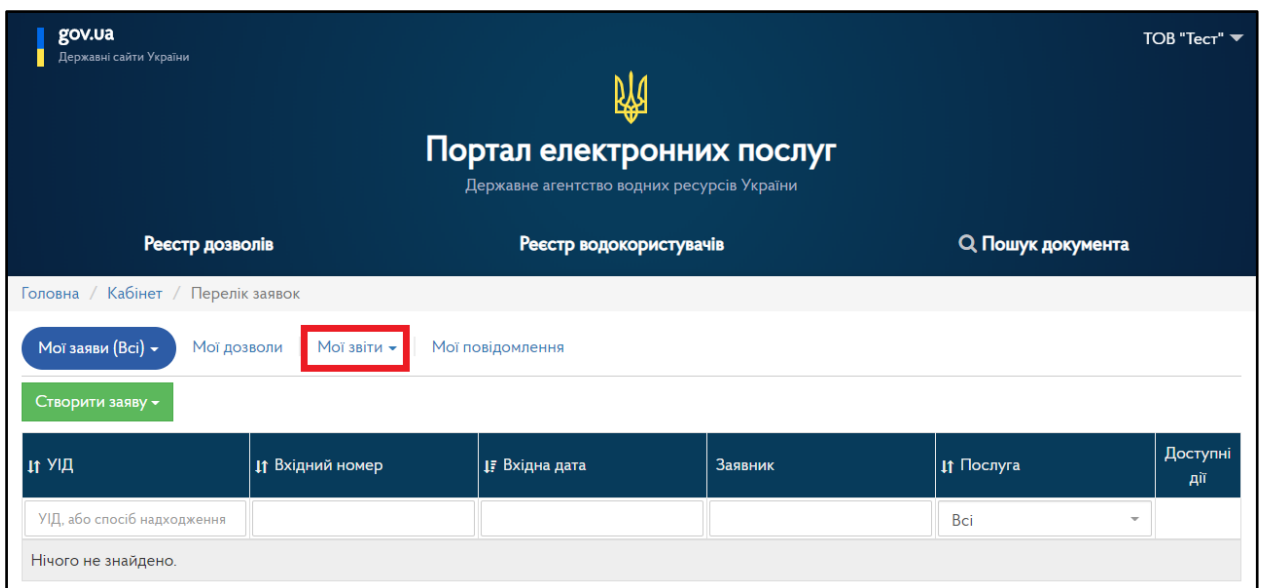 gov.ua
Державні сайти України
ТОВ "Тест"
Портал електронних послуг
Державне агентство водних ресурсів України
Реєстр дозволів Реєстр водокористувачів Пошук документа
Головна / Кабінет / Перелік заявок
Мої заяви (Всі) Мої дозволи Мої звіти Мої повідомлення
Створити заяву
УІД Вхідний номер Вхідна дата Заявник Послуга Доступні дії
УІД, або спосіб надходження Всі
Нічого не знайдено.